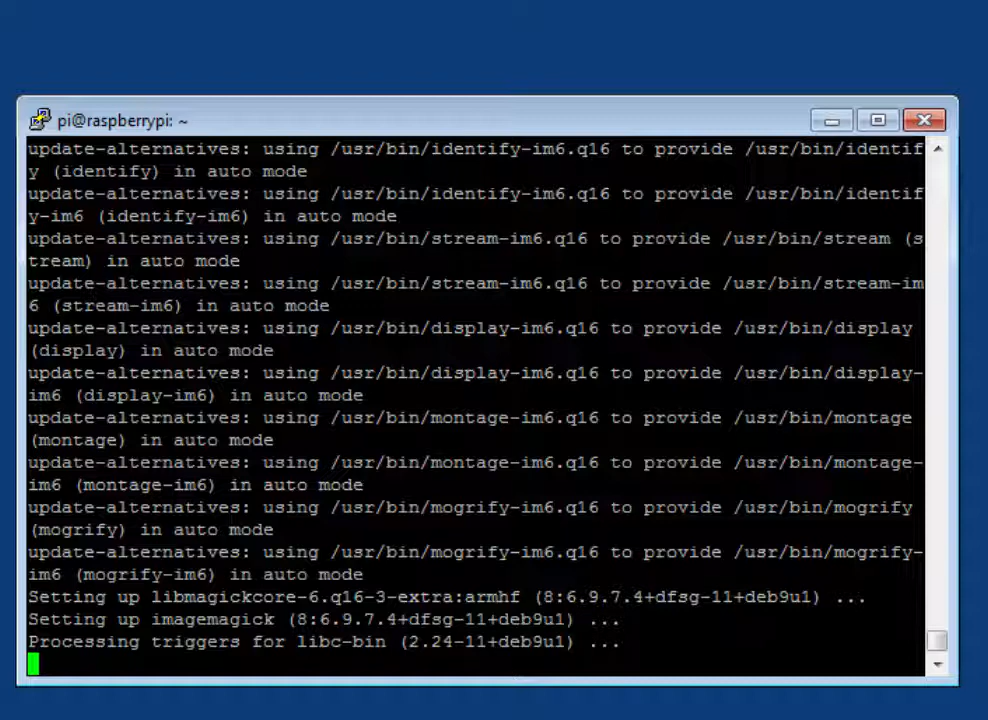 pi@raspberrypi: ~
update-alternatives: using /usr/bin/identify-im6.q16 to provide /usr/bin/identif
y (identify) in auto mode
update-alternatives: using /usr/bin/identify-im6.q16 to provide /usr/bin/identif
y-im6 (identify-im6) in auto mode
update-alternatives: using /usr/bin/stream-im6.q16 to provide /usr/bin/stream (s
tream) in auto mode
update-alternatives: using /usr/bin/stream-im6.q16 to provide /usr/bin/stream-im
6 (stream-im6) in auto mode
update-alternatives: using /usr/bin/display-im6.q16 to provide /usr/bin/display
(display) in auto mode
update-alternatives: using /usr/bin/display-im6.q16 to provide /usr/bin/display-
im6 (display-im6) in auto mode
update-alternatives: using /usr/bin/montage-im6.q16 to provide /usr/bin/montage
(montage) in auto mode
update-alternatives: using /usr/bin/montage-im6.q16 to provide /usr/bin/montage-
im6 (montage-im6) in auto mode
update-alternatives: using /usr/bin/mogrify-im6.q16 to provide /usr/bin/mogrify
(mogrify) in auto mode
update-alternatives: using /usr/bin/mogrify-im6.q16 to provide /usr/bin/mogrify-
im6 (mogrify-im6) in auto mode
Setting up libmagickcore-6.q16-3-extra:armhf (8:6.9.7.4+dfsg-11+deb9u1) ...
Setting up imagemagick (8:6.9.7.4+dfsg-11+deb9u1) ...
Processing triggers for libc-bin (2.24-11+deb9u1) ...